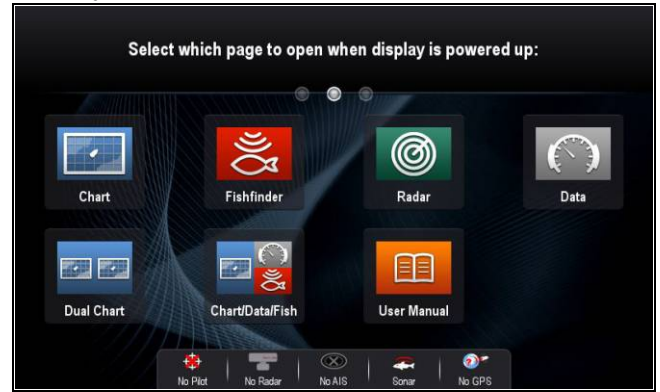 Select which page to open when display is powered up:
Chart
Fishfinder
Radar
Data
Dual Chart
Chart/Data/Fish
User Manual
No Pilot
No Radar
No AIS
Sonar
No GPS